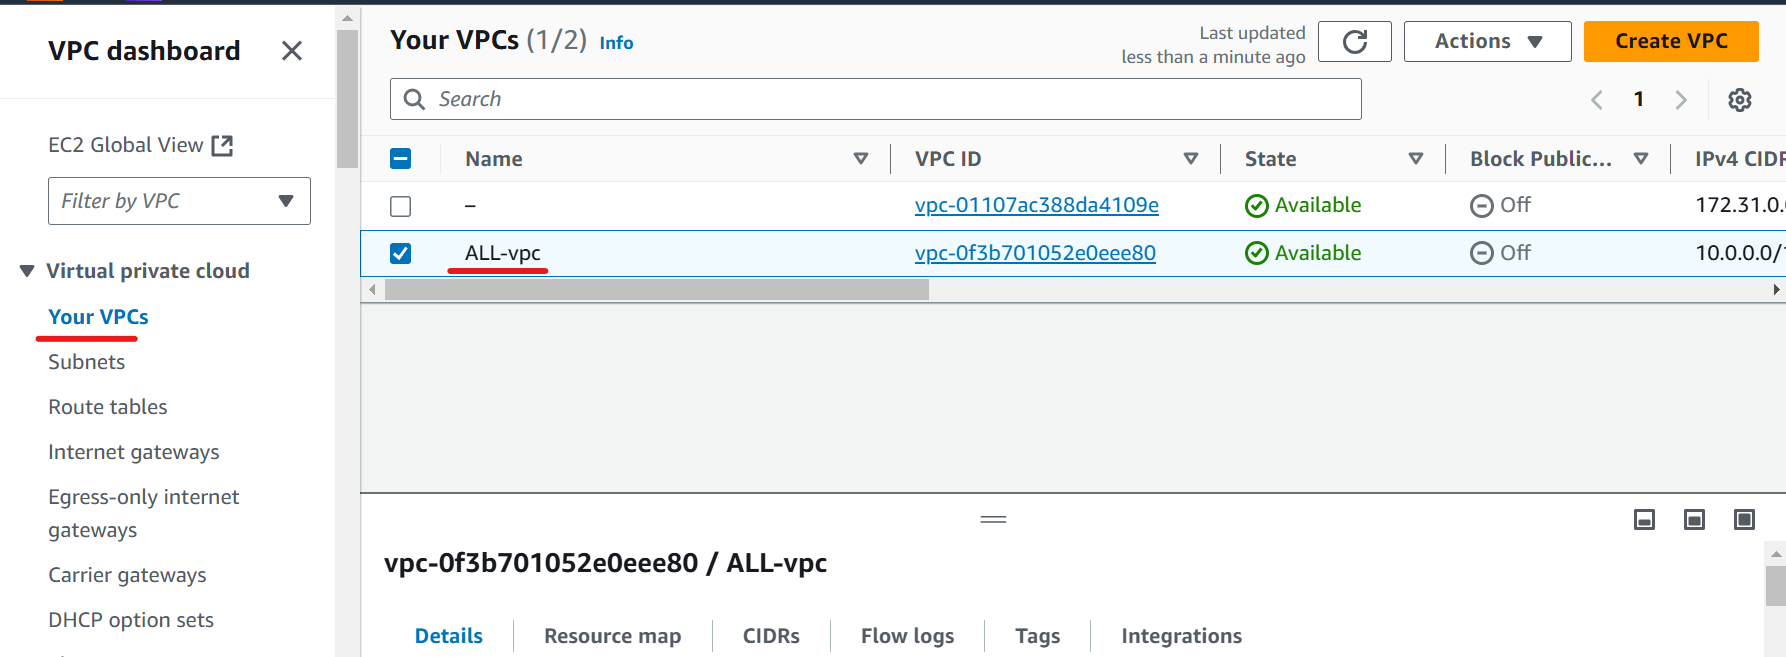 VPC dashboard
EC2 Global View
Filter by VPC
Virtual private cloud
Your VPCs
Subnets
Route tables
Internet gateways
Egress-only internet
gateways
Carrier gateways
DHCP option sets
Your VPCs (1/2) Info
Last updated
less than a minute ago
Actions
Create VPC
Search
1
Name VPC ID State Block Public... IPv4 CIDR
– vpc-01107ac388da4109e Available Off 172.31.0.
ALL-vpc vpc-0f3b701052e0eee80 Available Off 10.0.0.0/
vpc-0f3b701052e0eee80 / ALL-vpc
Details Resource map CIDRs Flow logs Tags Integrations